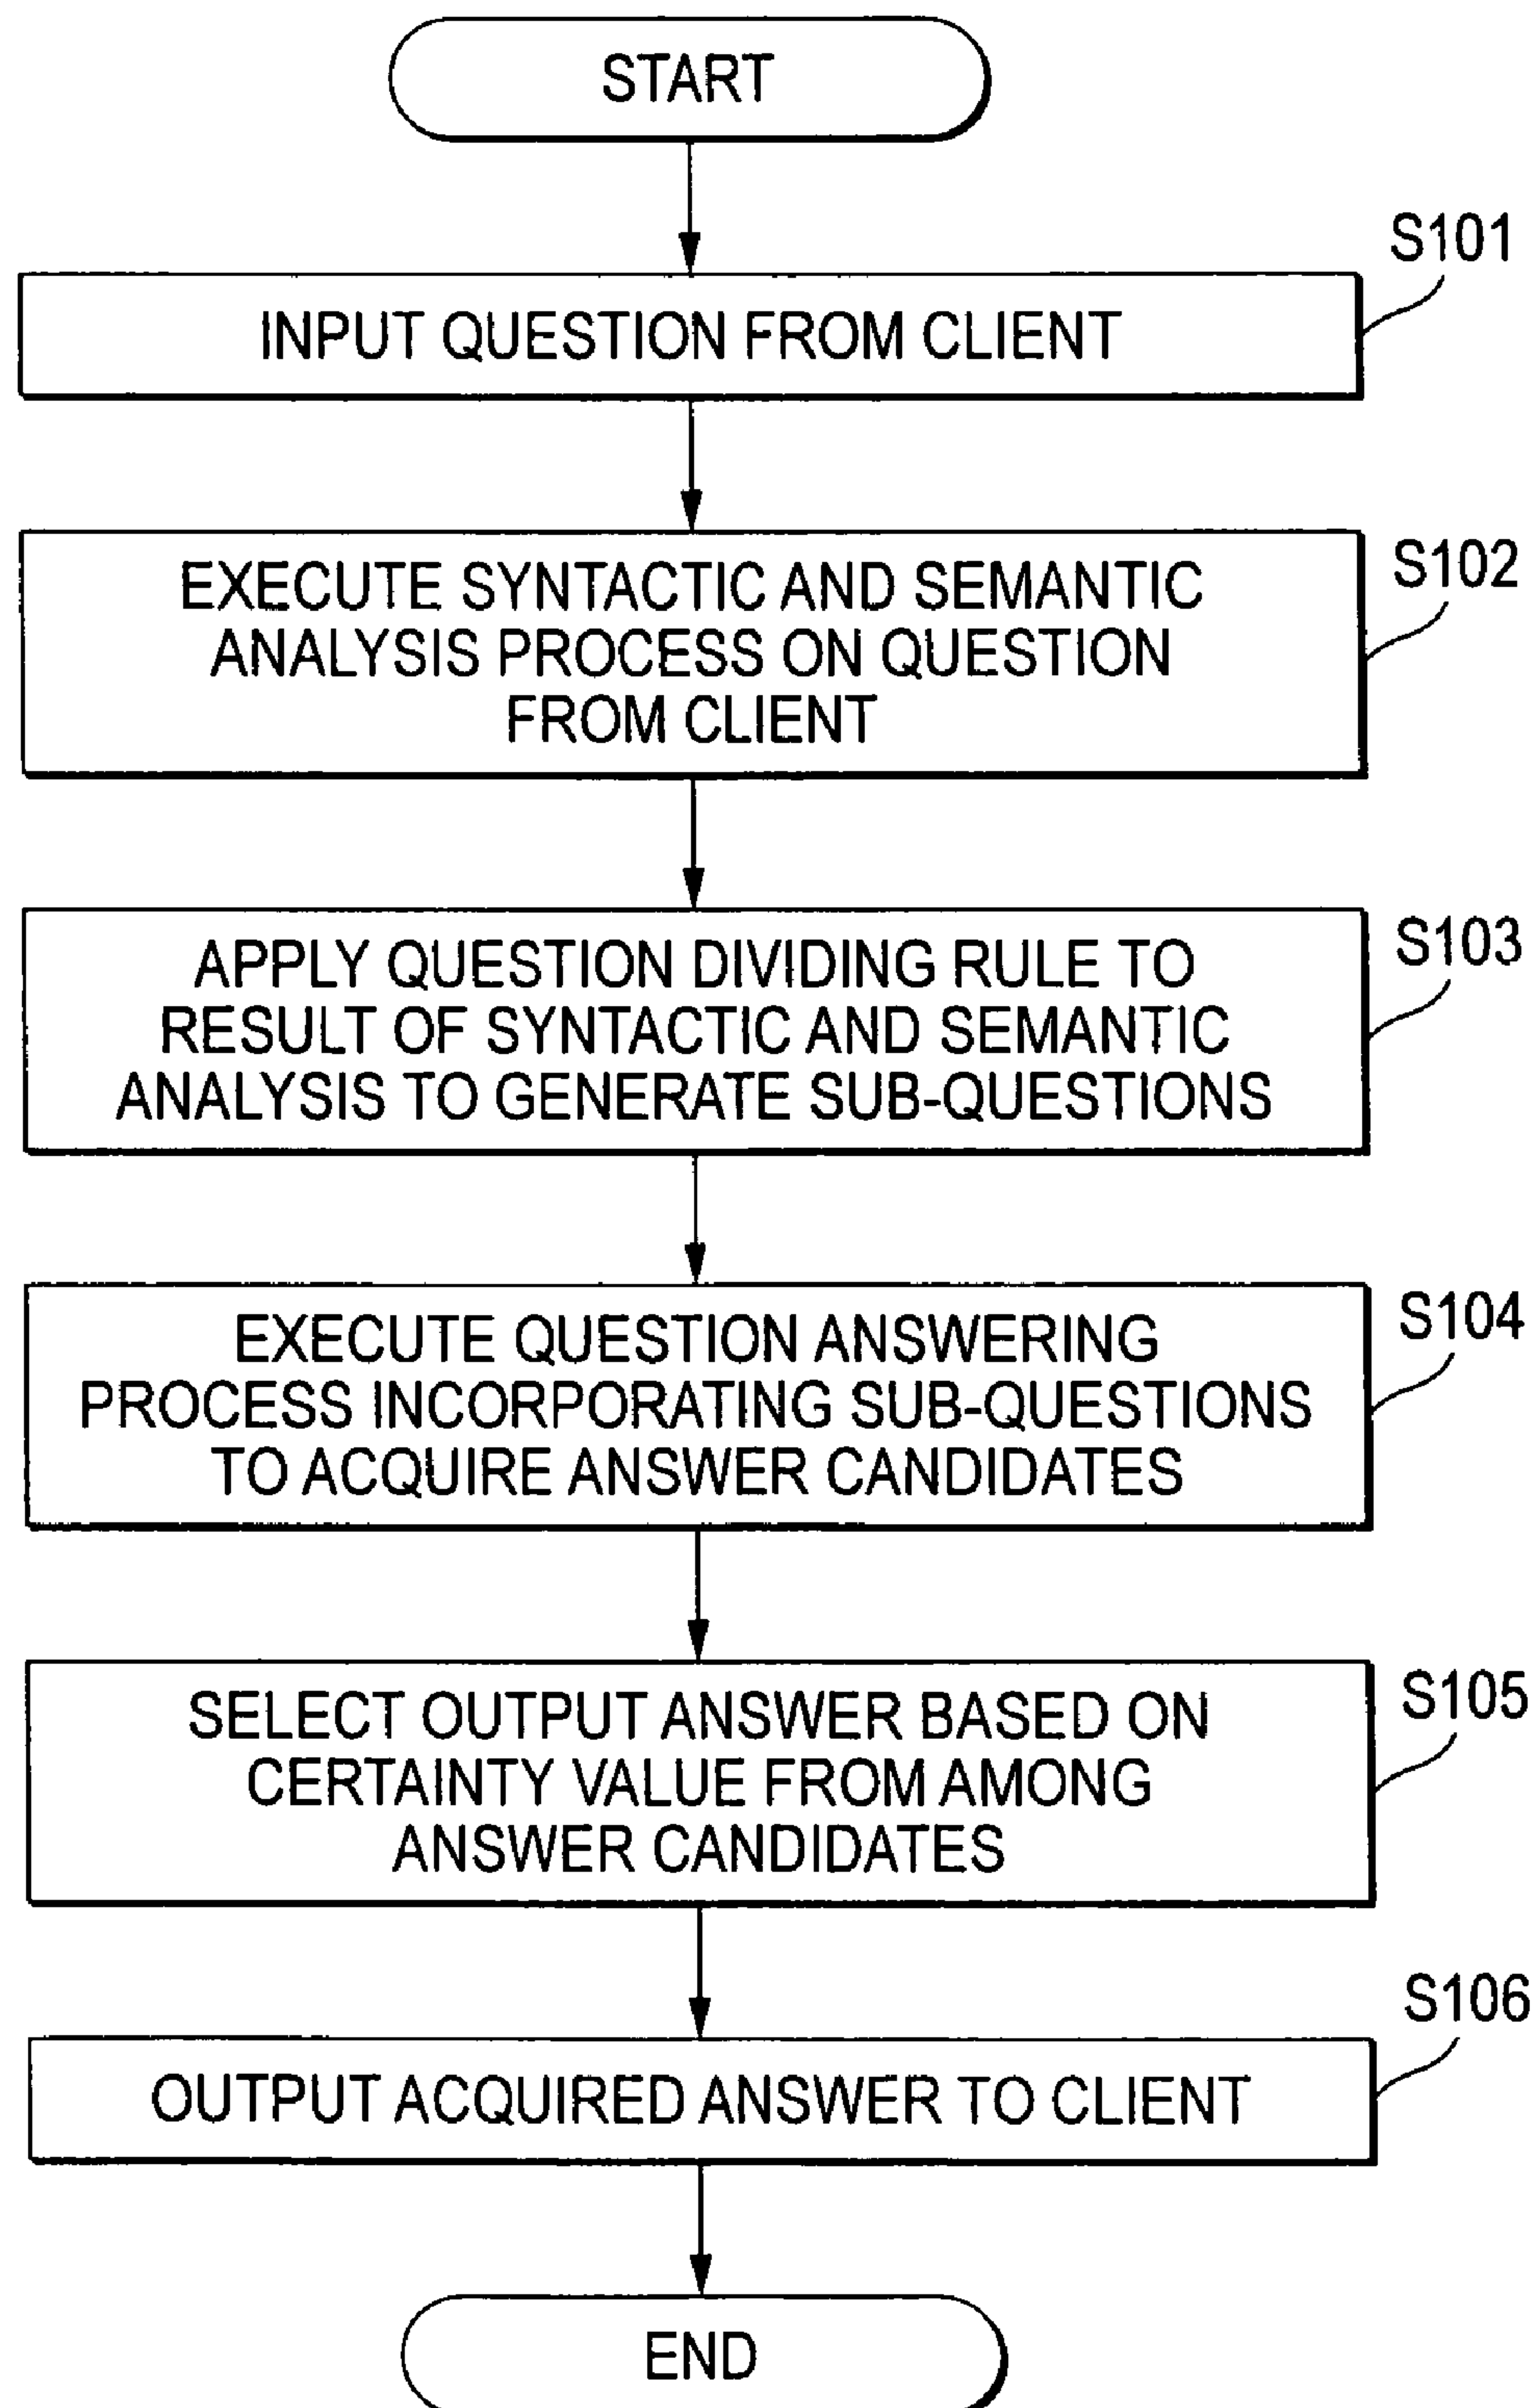 START
S101
INPUT QUESTION FROM CLIENT
S102
EXECUTE SYNTACTIC AND SEMANTIC
ANALYSIS PROCESS ON QUESTION
FROM CLIENT
S103
APPLY QUESTION DIVIDING RULE TO
RESULT OF SYNTACTIC AND SEMANTIC
ANALYSIS TO GENERATE SUB-QUESTIONS
S104
EXECUTE QUESTION ANSWERING
PROCESS INCORPORATING SUB-QUESTIONS
TO ACQUIRE ANSWER CANDIDATES
S105
SELECT OUTPUT ANSWER BASED ON
CERTAINTY VALUE FROM AMONG
ANSWER CANDIDATES
S106
OUTPUT ACQUIRED ANSWER TO CLIENT
END